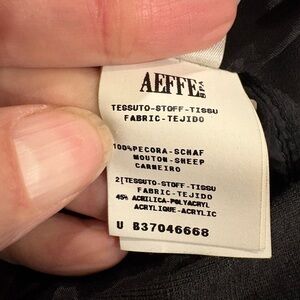 AEFFE SPA
TESSUTO-STOFF-TISSU
FABRIC-TEJIDO
100%PECORA-SCHAF
MOUTON-SHEEP
CARNEIRO
2[TESSUTO-STOFF-TISSU
FABRIC-TEJIDO
45% ACRILICA-POLYACRYL
ACRYLIQUE-ACRYLIC
U B37046668